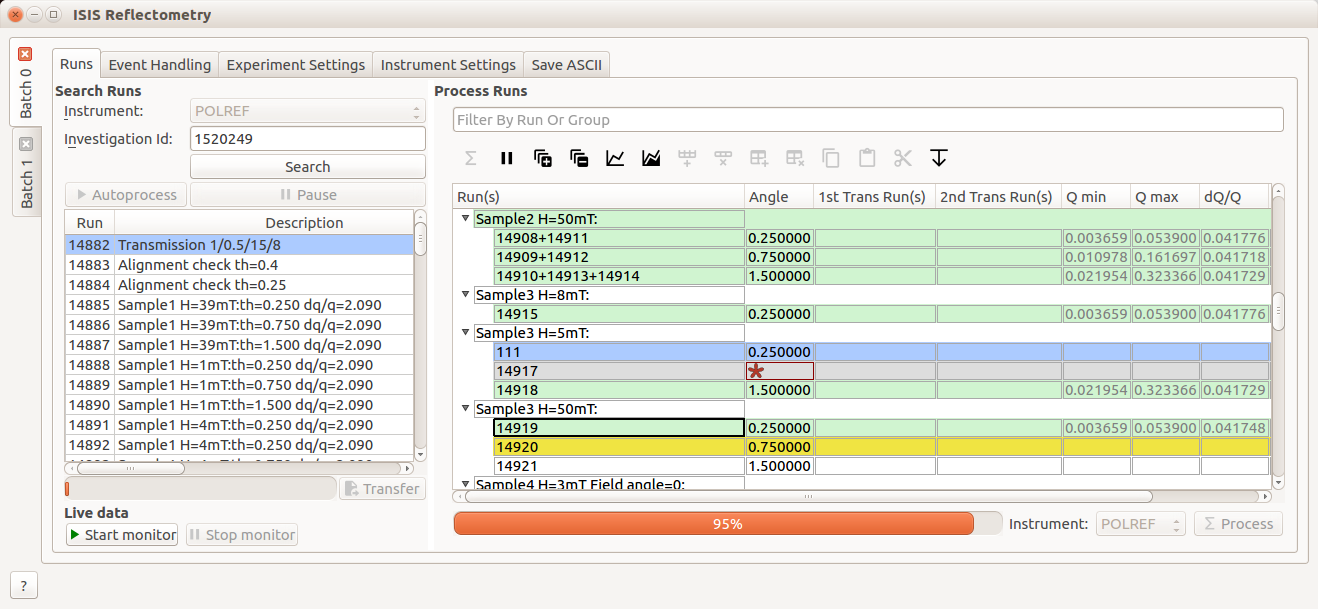 ISIS Reflectometry
Batch 0
Batch 1
Runs Event Handling Experiment Settings Instrument Settings Save ASCII
Search Runs
Instrument: POLREF
Investigation Id: 1520249
Search
Autoprocess Pause
Run Description
14882 Transmission 1/0.5/15/8
14883 Alignment check th=0.4
14884 Alignment check th=0.25
14885 Sample1 H=39mT:th=0.250 dq/q=2.090
14886 Sample1 H=39mT:th=0.750 dq/q=2.090
14887 Sample1 H=39mT:th=1.500 dq/q=2.090
14888 Sample1 H=1mT:th=0.250 dq/q=2.090
14889 Sample1 H=1mT:th=0.750 dq/q=2.090
14890 Sample1 H=1mT:th=1.500 dq/q=2.090
14891 Sample1 H=4mT:th=0.250 dq/q=2.090
14892 Sample1 H=4mT:th=0.250 dq/q=2.090
Transfer
Live data
Start monitor Stop monitor
Process Runs
Filter By Run Or Group
Run(s) Angle 1st Trans Run(s) 2nd Trans Run(s) Q min Q max dQ/Q
Sample2 H=50mT:
14908+14911 0.250000 0.003659 0.053900 0.041776
14909+14912 0.750000 0.010978 0.161697 0.041718
14910+14913+14914 1.500000 0.021954 0.323366 0.041729
Sample3 H=8mT:
14915 0.250000 0.003659 0.053900 0.041776
Sample3 H=5mT:
111 0.250000
14917 *
14918 1.500000 0.021954 0.323366 0.041729
Sample3 H=50mT:
14919 0.250000 0.003659 0.053900 0.041748
14920 0.750000
14921 1.500000
Sample4 H=3mT Field angle=0:
95% Instrument: POLREF Σ Process
?